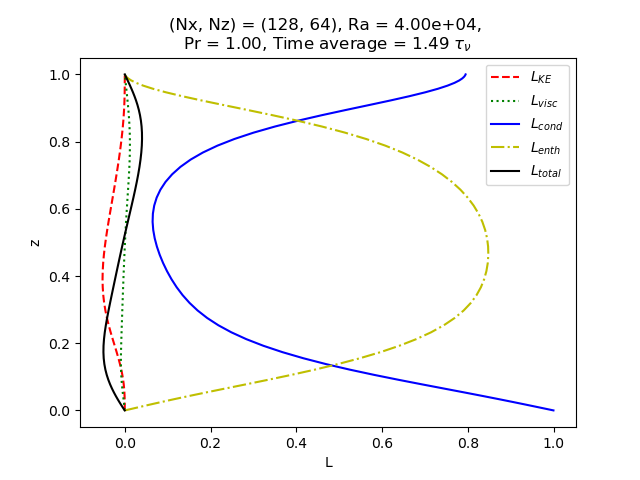 (Nx, Nz) = (128, 64), Ra = 4.00e+04,
Pr = 1.00, Time average = 1.49 τ_ν
1.0
0.8
0.6
0.4
0.2
0.0
z
0.0 0.2 0.4 0.6 0.8 1.0
L
L_KE
L_visc
L_cond
L_enth
L_total